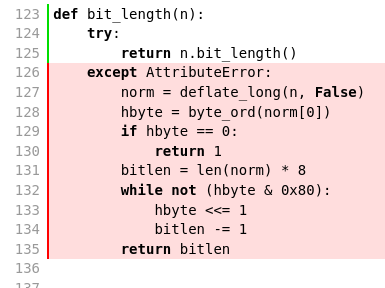 123 def bit_length(n):
124     try:
125         return n.bit_length()
126     except AttributeError:
127         norm = deflate_long(n, False)
128         hbyte = byte_ord(norm[0])
129         if hbyte == 0:
130             return 1
131         bitlen = len(norm) * 8
132         while not (hbyte & 0x80):
133             hbyte <<= 1
134             bitlen -= 1
135         return bitlen
136
137